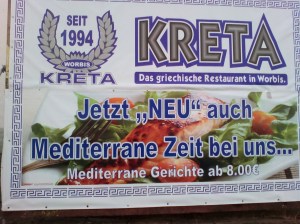 SEIT
1994
WORBIS
KRETA
KRETA
Das griechische Restaurant in Worbis.
Jetzt „NEU“ auch
Mediterrane Zeit bei uns...
Mediterrane Gerichte ab 8.00€